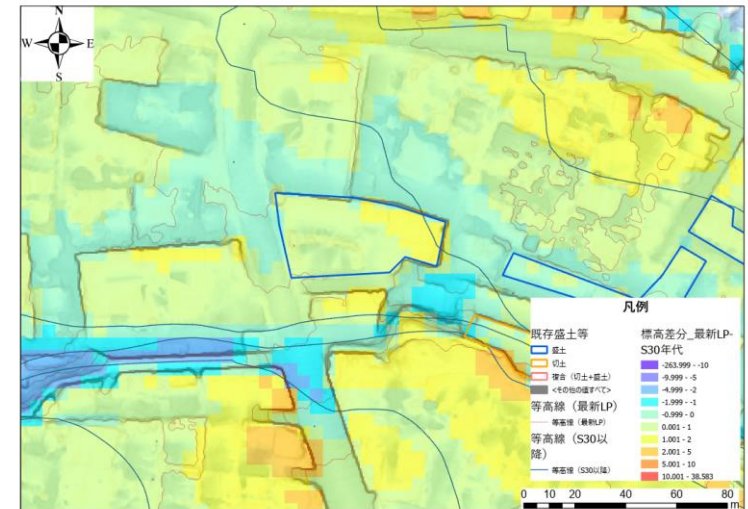 N
W E
S
凡例
既存盛土等
盛土
切土
複合（切土+盛土）
<その他の値すべて>
等高線（最新LP）
等高線（最新LP）
等高線（S30以
降）
等高線（S30以降）
標高差分_最新LP-
S30年代
-263.999 - -10
-9.999 - -5
-4.999 - -2
-1.999 - -1
-0.999 - 0
0.001 - 1
1.001 - 2
2.001 - 5
5.001 - 10
10.001 - 38.583
0 10 20 40 60 80
m